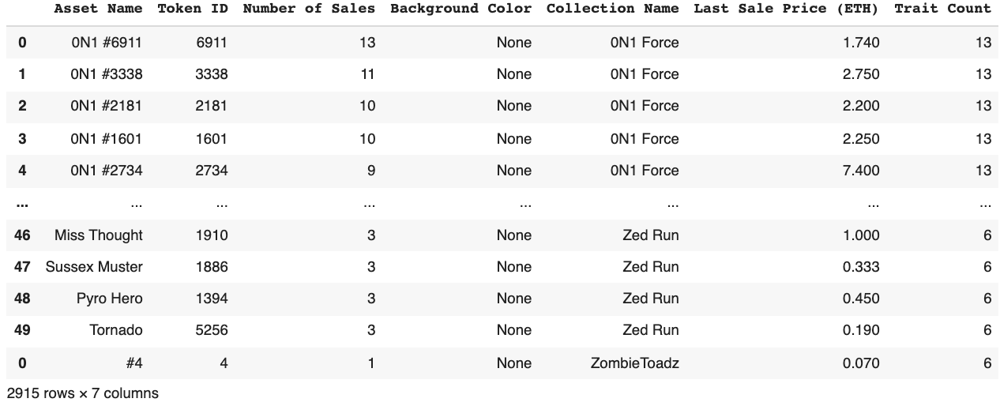 Asset Name Token ID Number of Sales Background Color Collection Name Last Sale Price (ETH) Trait Count
0 0N1 #6911 6911 13 None 0N1 Force 1.740 13
1 0N1 #3338 3338 11 None 0N1 Force 2.750 13
2 0N1 #2181 2181 10 None 0N1 Force 2.200 13
3 0N1 #1601 1601 10 None 0N1 Force 2.250 13
4 0N1 #2734 2734 9 None 0N1 Force 7.400 13
... ... ... ... ... ... ... ...
46 Miss Thought 1910 3 None Zed Run 1.000 6
47 Sussex Muster 1886 3 None Zed Run 0.333 6
48 Pyro Hero 1394 3 None Zed Run 0.450 6
49 Tornado 5256 3 None Zed Run 0.190 6
0 #4 4 1 None ZombieToadz 0.070 6
2915 rows × 7 columns